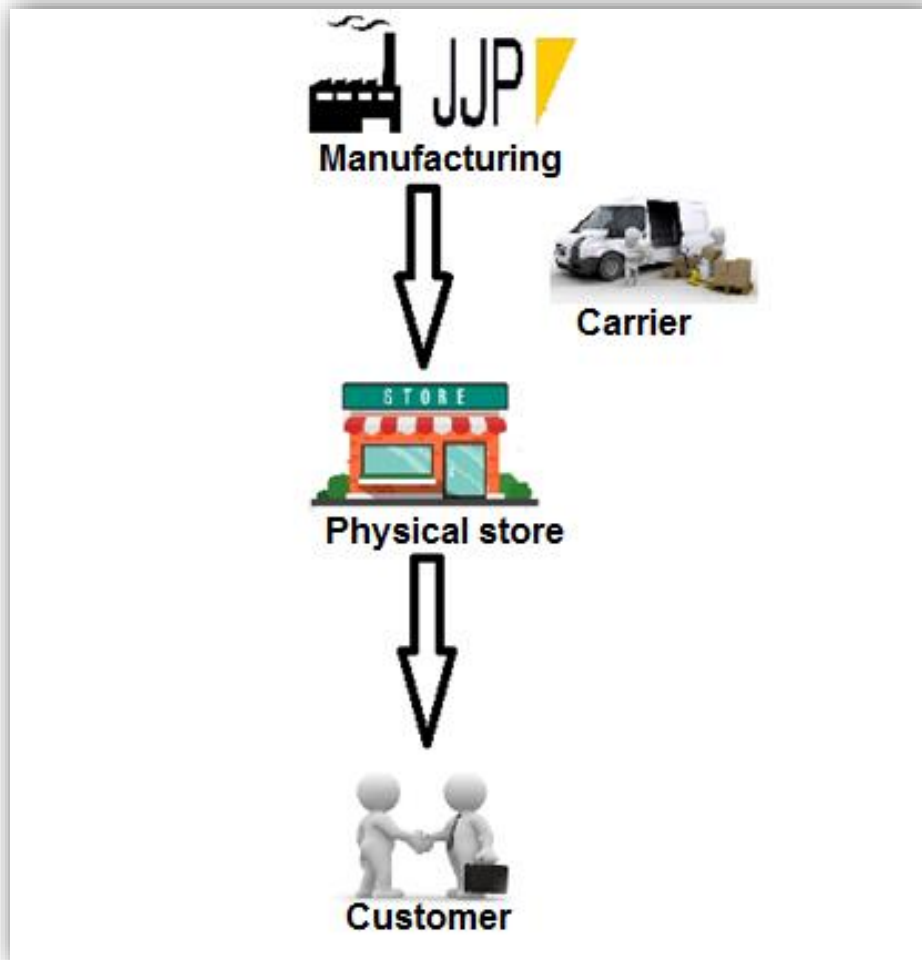 JJP
Manufacturing
Carrier
STORE
Physical store
Customer